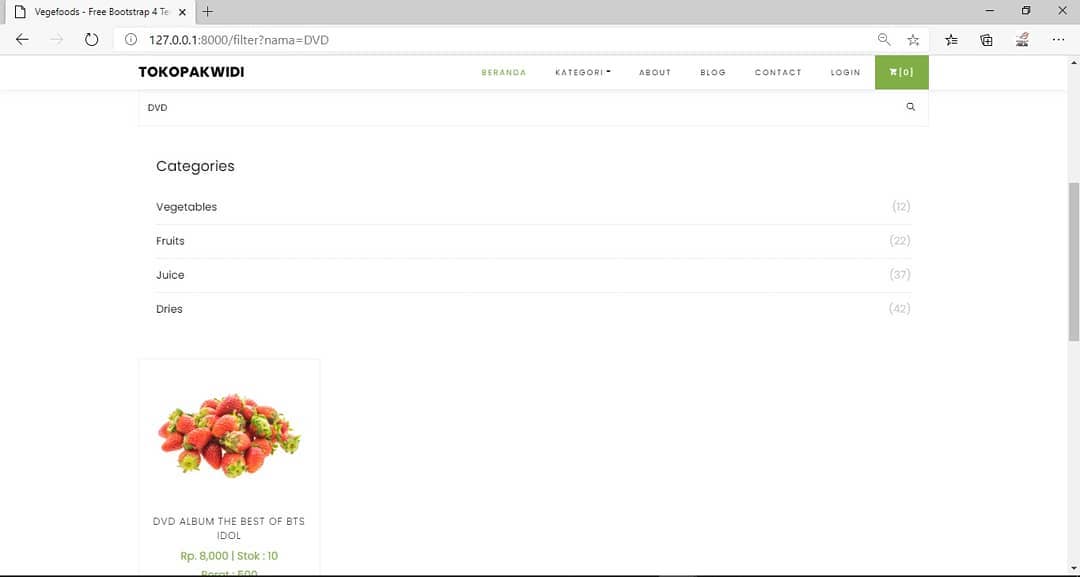 Vegefoods - Free Bootstrap 4 Te
127.0.0.1:8000/filter?nama=DVD
TOKOPAKWIDI
BERANDA KATEGORI ABOUT BLOG CONTACT LOGIN [0]
DVD
Categories
Vegetables (12)
Fruits (22)
Juice (37)
Dries (42)
DVD ALBUM THE BEST OF BTS
IDOL
Rp. 8,000 | Stok : 10
Berat : 500